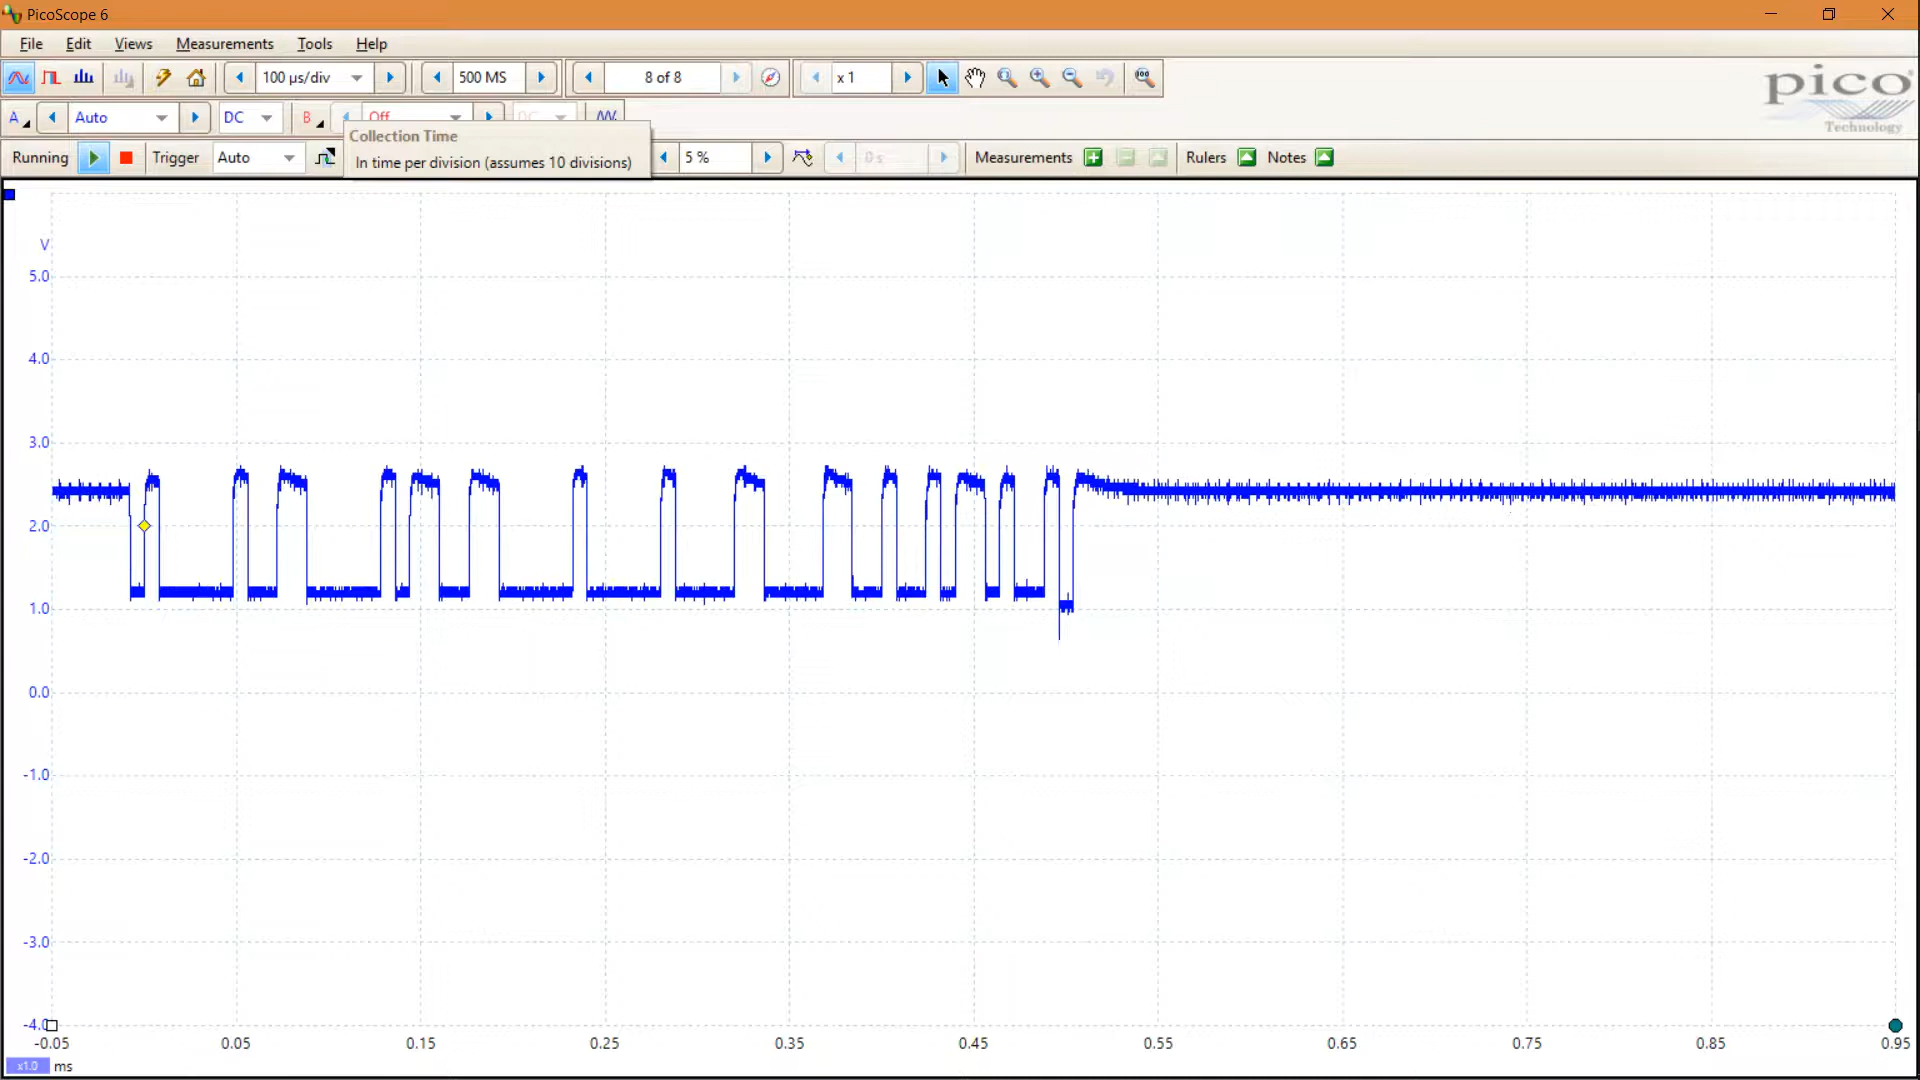 PicoScope 6
File Edit Views Measurements Tools Help
100 µs/div 500 MS 8 of 8 x 1
pico
Technology
A Auto DC B Off DC
Collection Time
In time per division (assumes 10 divisions)
Running Trigger Auto 5 % 0 s Measurements Rulers Notes
V
5.0
4.0
3.0
2.0
1.0
0.0
-1.0
-2.0
-3.0
-4.0
-0.05 0.05 0.15 0.25 0.35 0.45 0.55 0.65 0.75 0.85 0.95
x1.0 ms